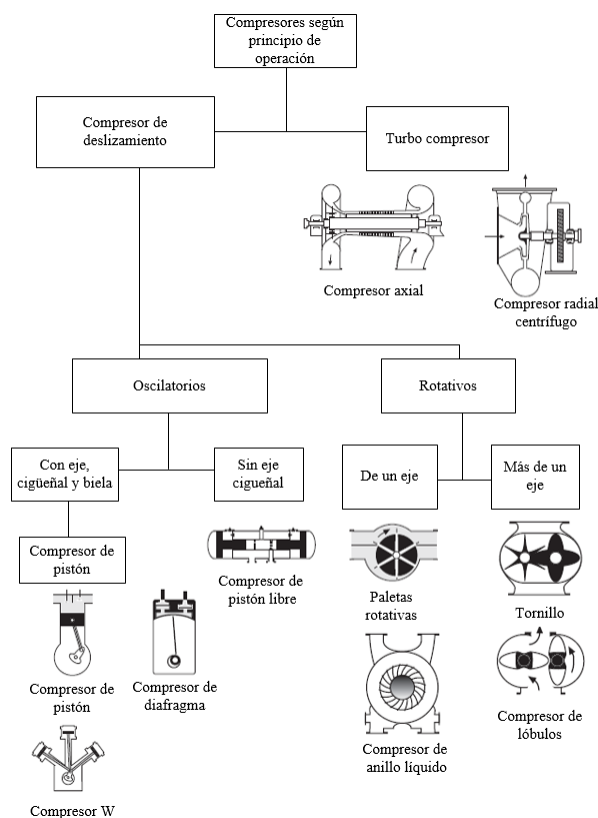 Compresores según
principio de
operación
Compresor de
deslizamiento
Turbo compresor
Compresor axial
Compresor radial
centrífugo
Oscilatorios
Rotativos
Con eje,
cigüeñal y biela
Sin eje
cigueñal
De un eje
Más de un
eje
Compresor de
pistón
Compresor de
pistón libre
Paletas
rotativas
Tornillo
Compresor de
pistón
Compresor de
diafragma
Compresor de
anillo líquido
Compresor de
lóbulos
Compresor W